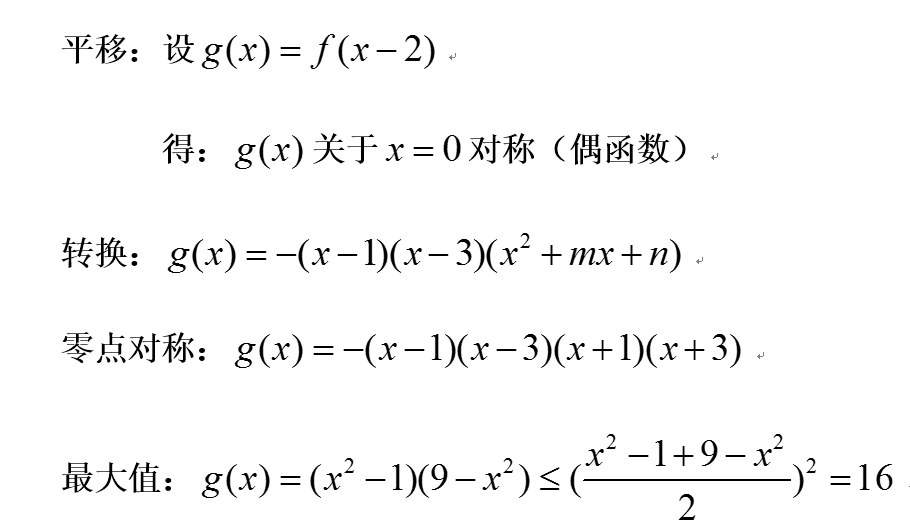 平移：设 g(x) = f(x − 2)
得：g(x) 关于 x = 0 对称（偶函数）
转换：g(x) = −(x − 1)(x − 3)(x² + mx + n)
零点对称：g(x) = −(x − 1)(x − 3)(x + 1)(x + 3)
最大值：g(x) = (x² − 1)(9 − x²) ≤ ((x² − 1 + 9 − x²)/2)² = 16